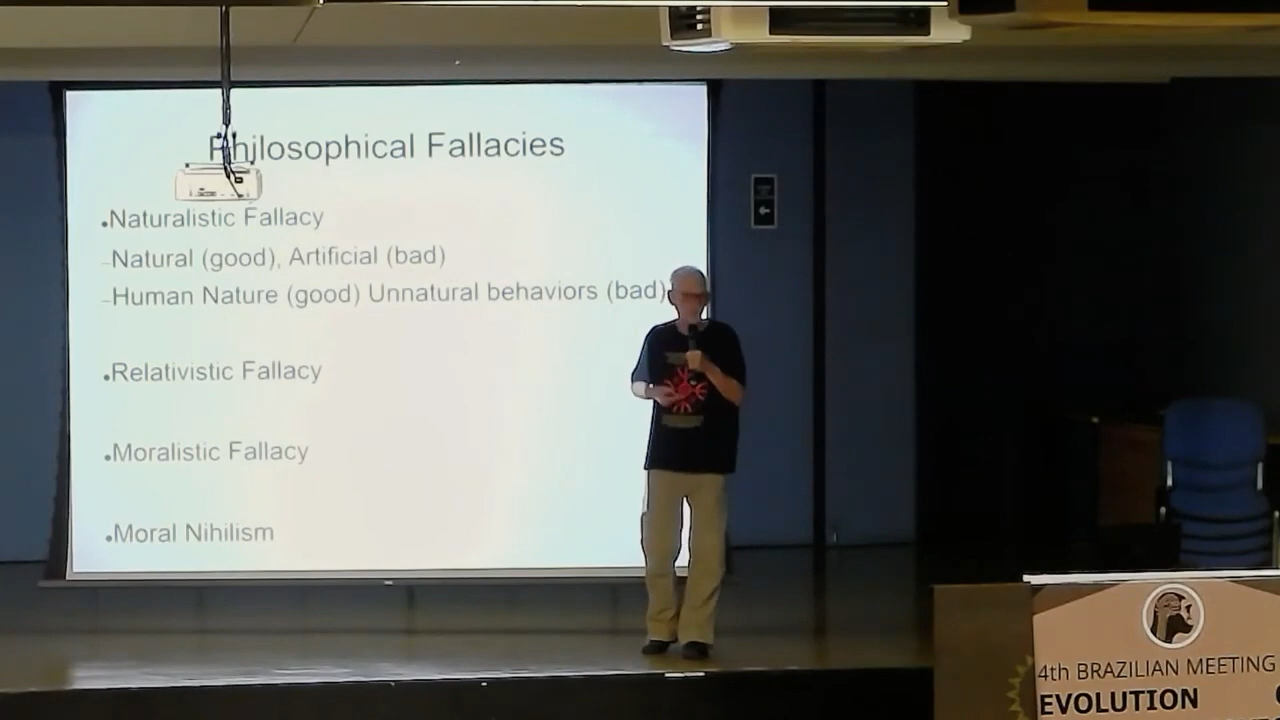 Philosophical Fallacies
•Naturalistic Fallacy
–Natural (good), Artificial (bad)
–Human Nature (good) Unnatural behaviors (bad)
•Relativistic Fallacy
•Moralistic Fallacy
•Moral Nihilism
4th BRAZILIAN MEETING
EVOLUTION